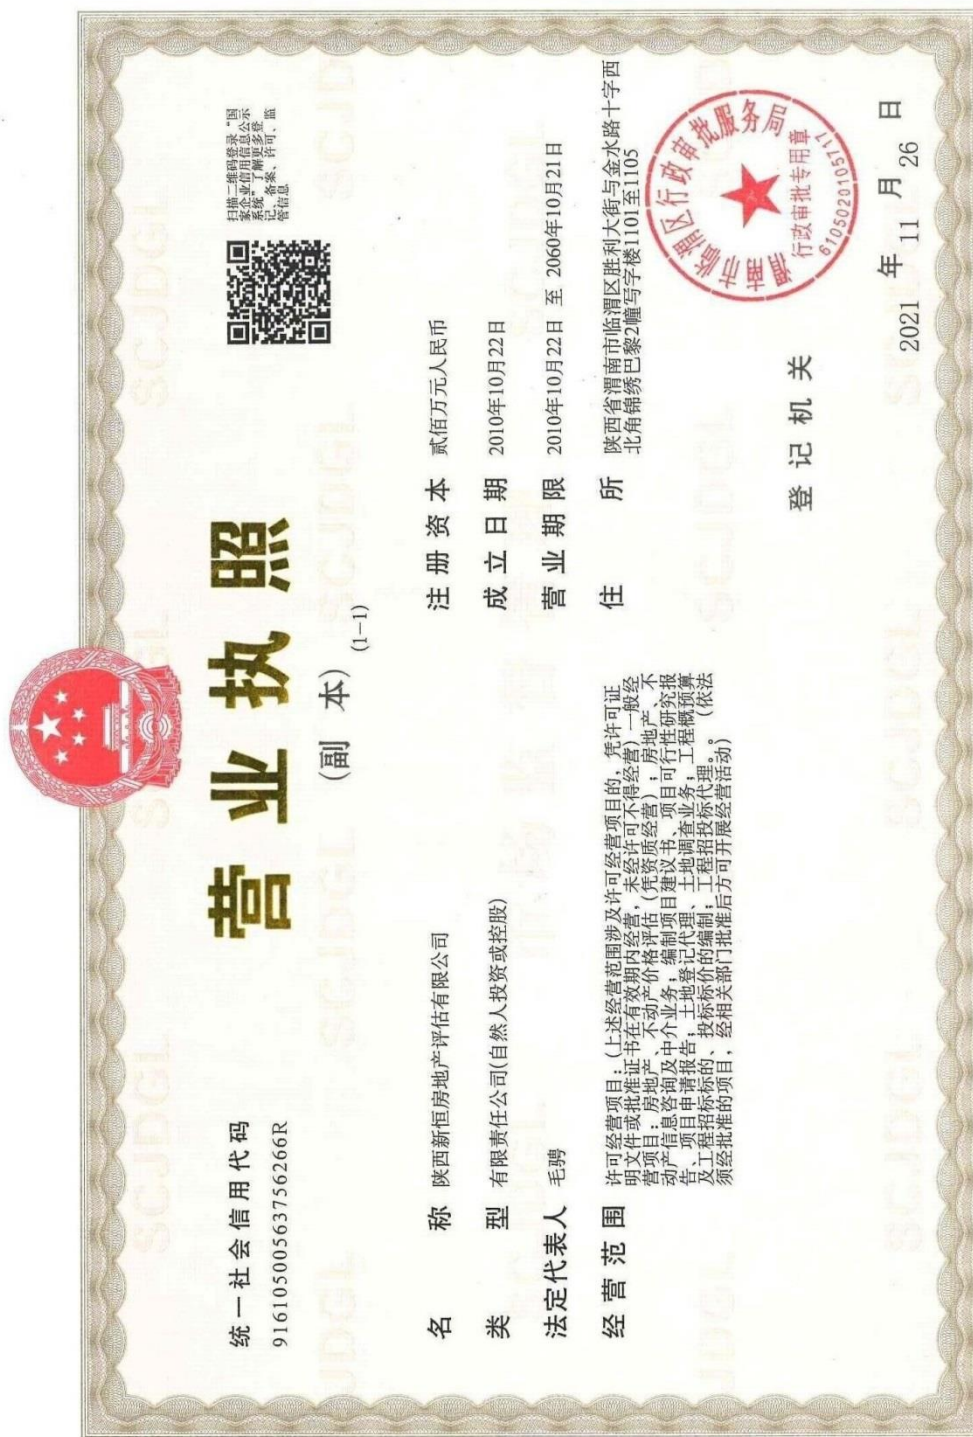 营业执照
(副 本)
(1-1)
统一社会信用代码
91610500563756266R
扫描二维码登录“国
家企业信用信息公示
系统”了解更多登
记、备案、许可、监
管信息
名 称 陕西新恒房地产评估有限公司
类 型 有限责任公司(自然人投资或控股)
法定代表人 毛骋
经 营 范 围 许可经营项目:(上述经营范围涉及许可经营项目的,凭许可证
明文件或批准证书在有效期内经营,未经许可不得经营)一般经
营项目:房地产、不动产价格评估(凭资质经营);房地产、不
动产信息咨询及中介业务;编制项目建议书、项目可行性研究报
告、项目申请报告;土地登记代理、土地调查业务;工程概预算
及工程招标标的、投标标价的编制;工程招投标代理。(依法
须经批准的项目,经相关部门批准后方可开展经营活动)
注 册 资 本 贰佰万元人民币
成 立 日 期 2010年10月22日
营 业 期 限 2010年10月22日 至 2060年10月21日
住 所 陕西省渭南市临渭区胜利大街与金水路十字西
北角锦绣巴黎2幢写字楼1101至1105
登 记 机 关
渭南市临渭区行政审批服务局
行政审批专用章
6105020105717
2021 年 11 月 26 日